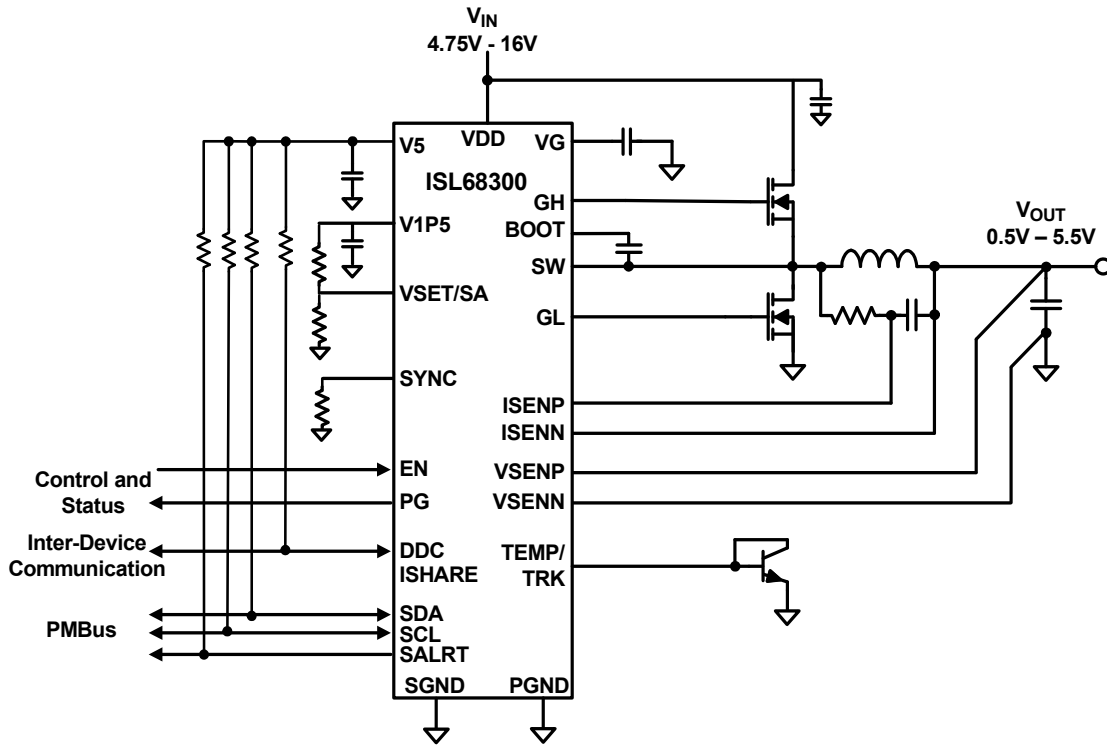 VIN
4.75V - 16V
V5
VDD
VG
ISL68300
GH
V1P5
BOOT
VOUT
0.5V – 5.5V
SW
VSET/SA
GL
SYNC
ISENP
ISENN
EN
VSENP
Control and
Status
PG
VSENN
Inter-Device
Communication
DDC
ISHARE
TEMP/
TRK
SDA
PMBus
SCL
SALRT
SGND
PGND